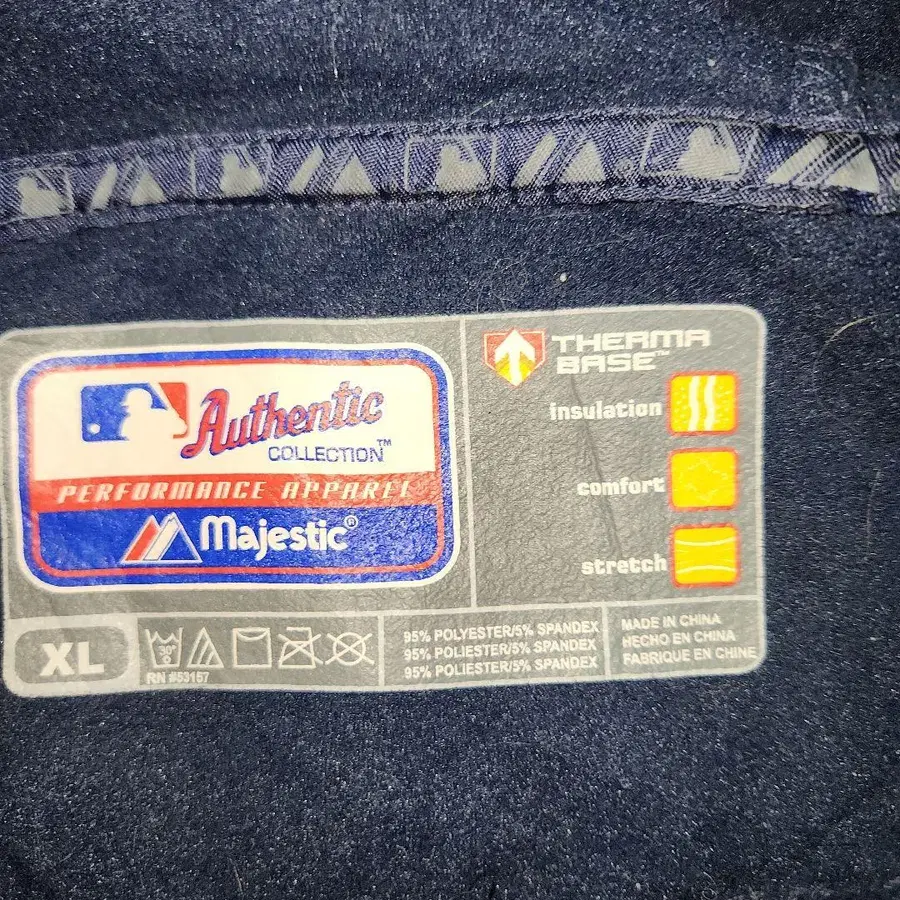 Authentic
COLLECTION™
PERFORMANCE APPAREL
Majestic®
THERMA
BASE™
insulation
comfort
stretch
XL
30°
RN #53157
95% POLYESTER/5% SPANDEX
95% POLIESTER/5% SPANDEX
95% POLIESTER/5% SPANDEX
MADE IN CHINA
HECHO EN CHINA
FABRIQUE EN CHINE